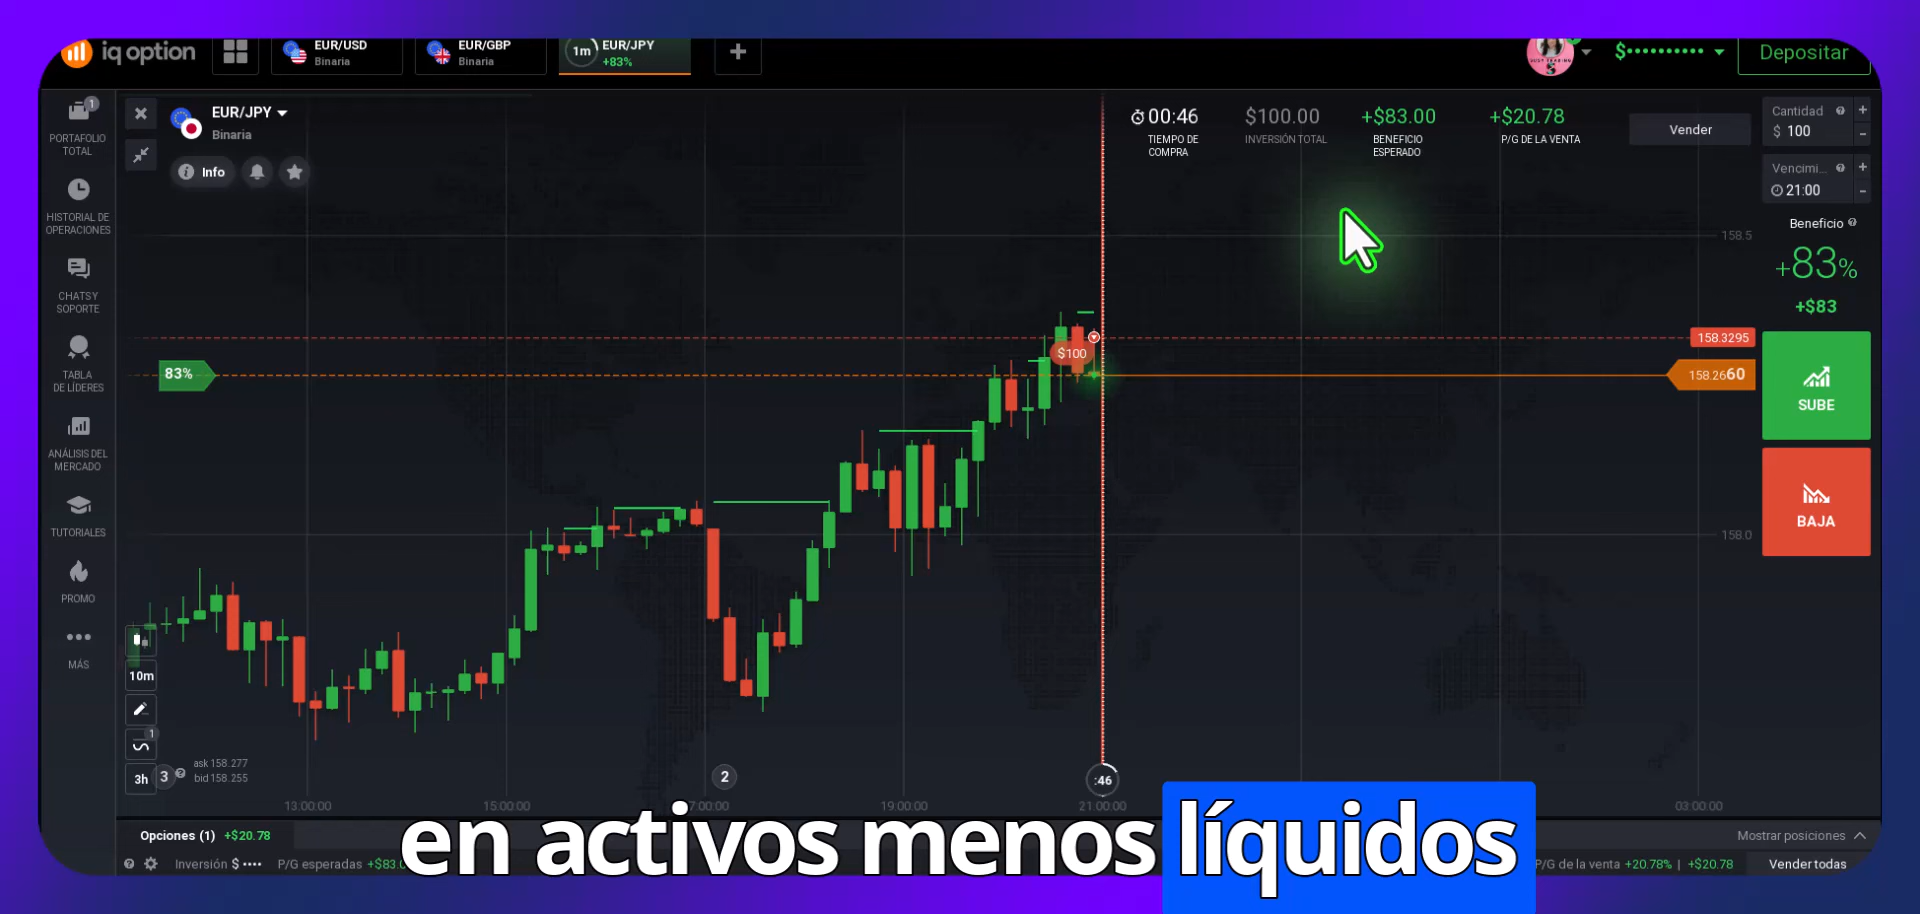 iq option
EUR/USD
Binaria
EUR/GBP
Binaria
1m
EUR/JPY
+83%
+
$••••••••••
Depositar
1
PORTAFOLIO
TOTAL
HISTORIAL DE
OPERACIONES
CHATS Y
SOPORTE
TABLA
DE LÍDERES
ANÁLISIS DEL
MERCADO
TUTORIALES
PROMO
MÁS
EUR/JPY
Binaria
Info
00:46
TIEMPO DE
COMPRA
$100.00
INVERSIÓN TOTAL
+$83.00
BENEFICIO
ESPERADO
+$20.78
P/G DE LA VENTA
Vender
Cantidad
$ 100
+
-
Vencimi...
21:00
+
-
Beneficio
+83%
+$83
SUBE
BAJA
158.5
158.3295
158.2660
158.0
83%
$100
10m
1
3h
3
ask 158.277
bid 158.255
2
:46
13:00:00
15:00:00
7:00:00
19:00:00
21:00:00
03:00:00
en activos menos líquidos
Opciones (1) +$20.78
Mostrar posiciones
Inversión $ ••••
P/G esperadas +$83.0
P/G de la venta +20.78% | +$20.78
Vender todas